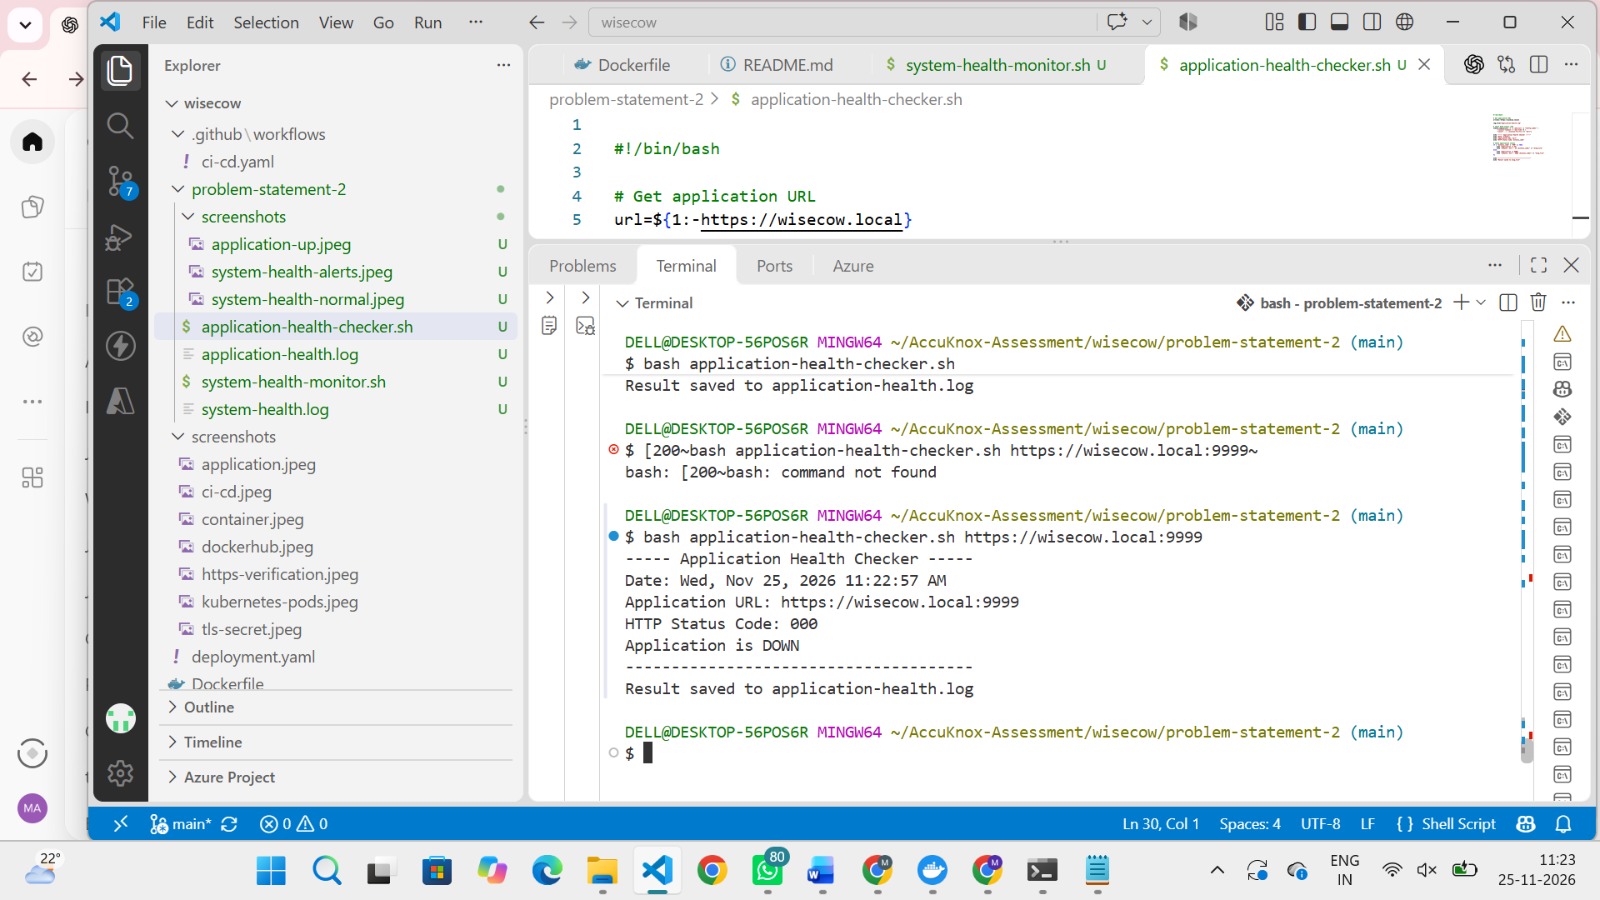 File Edit Selection View Go Run ···
wisecow
Explorer
wisecow
.github\workflows
! ci-cd.yaml
problem-statement-2
screenshots
application-up.jpeg U
system-health-alerts.jpeg U
system-health-normal.jpeg U
$ application-health-checker.sh U
application-health.log U
$ system-health-monitor.sh U
system-health.log U
screenshots
application.jpeg
ci-cd.jpeg
container.jpeg
dockerhub.jpeg
https-verification.jpeg
kubernetes-pods.jpeg
tls-secret.jpeg
! deployment.yaml
Dockerfile
Outline
Timeline
Azure Project
7
2
MA
Dockerfile README.md $ system-health-monitor.sh U $ application-health-checker.sh U
problem-statement-2 > $ application-health-checker.sh
1
2 #!/bin/bash
3
4 # Get application URL
5 url=${1:-https://wisecow.local}
Problems Terminal Ports Azure
Terminal bash - problem-statement-2
DELL@DESKTOP-56POS6R MINGW64 ~/AccuKnox-Assessment/wisecow/problem-statement-2 (main)
$ bash application-health-checker.sh
Result saved to application-health.log
DELL@DESKTOP-56POS6R MINGW64 ~/AccuKnox-Assessment/wisecow/problem-statement-2 (main)
$ [200~bash application-health-checker.sh https://wisecow.local:9999~
bash: [200~bash: command not found
DELL@DESKTOP-56POS6R MINGW64 ~/AccuKnox-Assessment/wisecow/problem-statement-2 (main)
$ bash application-health-checker.sh https://wisecow.local:9999
----- Application Health Checker -----
Date: Wed, Nov 25, 2026 11:22:57 AM
Application URL: https://wisecow.local:9999
HTTP Status Code: 000
Application is DOWN
--------------------------------------
Result saved to application-health.log
DELL@DESKTOP-56POS6R MINGW64 ~/AccuKnox-Assessment/wisecow/problem-statement-2 (main)
$
main* 0 0 Ln 30, Col 1 Spaces: 4 UTF-8 LF { } Shell Script
22°
80
ENG
IN
11:23
25-11-2026